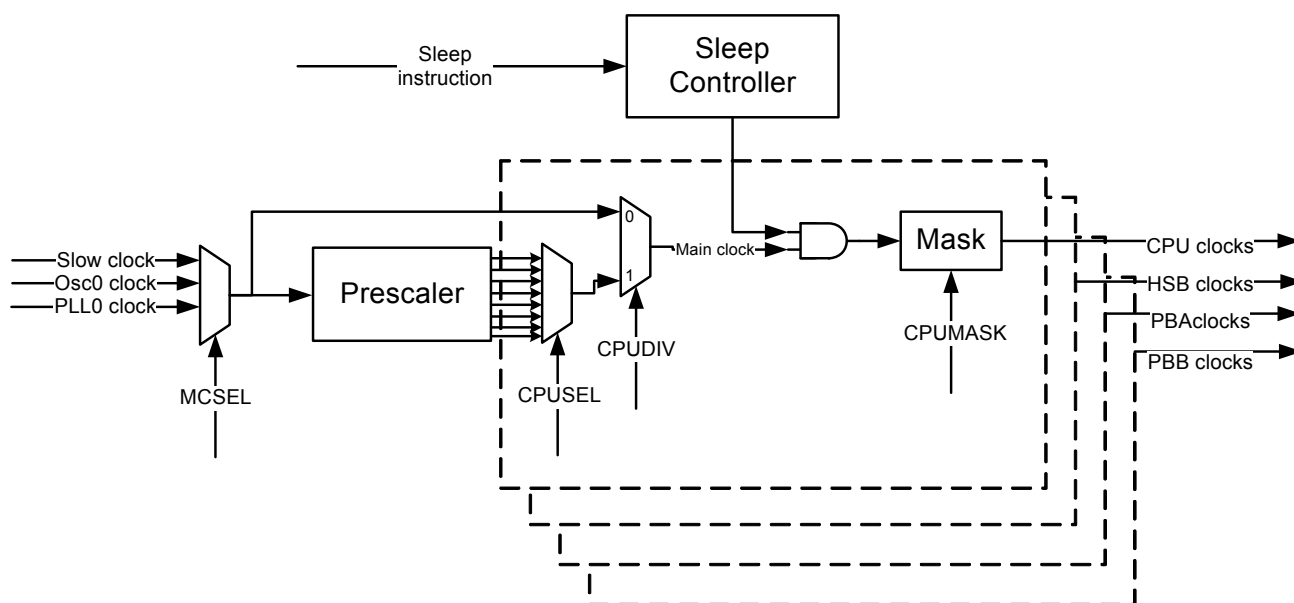 Sleep
instruction
Sleep
Controller
Slow clock
Osc0 clock
PLL0 clock
MCSEL
Prescaler
CPUSEL
0
1
CPUDIV
Main clock
Mask
CPUMASK
CPU clocks
HSB clocks
PBAclocks
PBB clocks